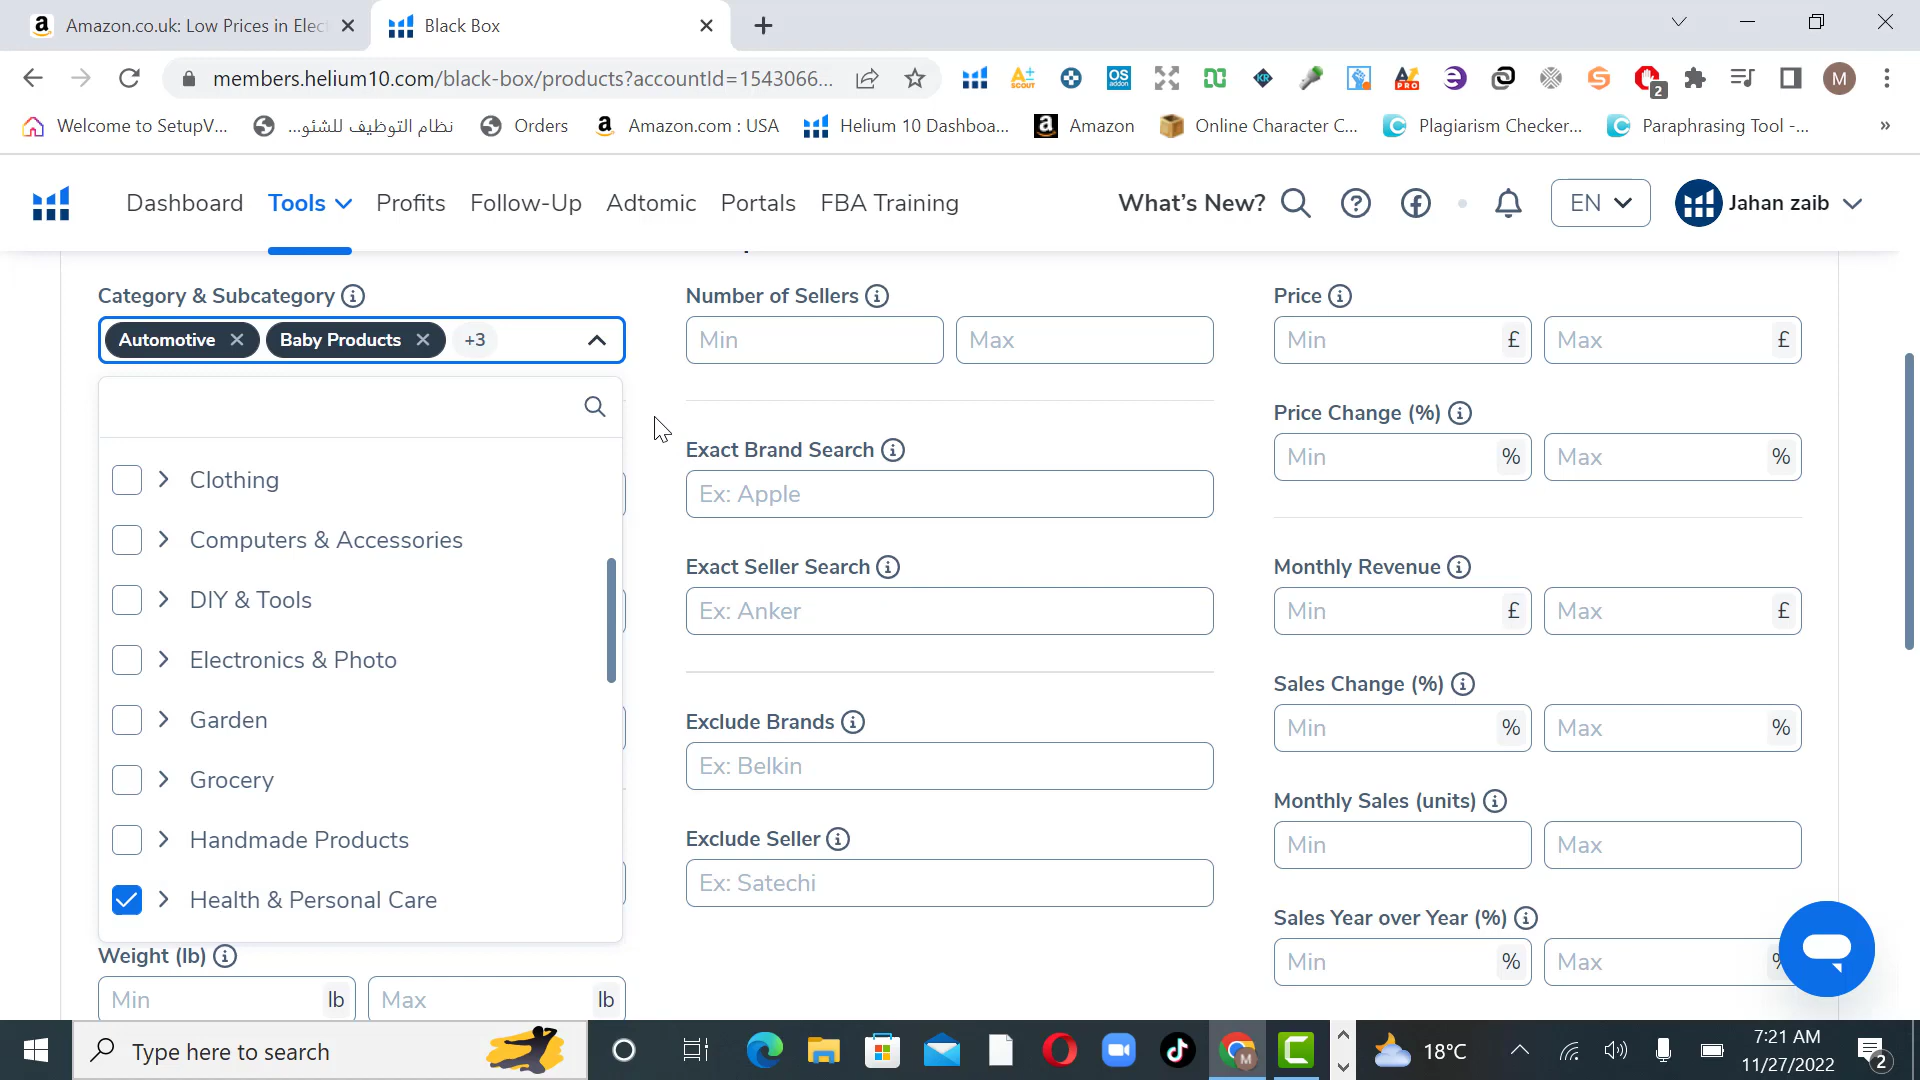 Amazon.co.uk: Low Prices in Elec
Black Box
members.helium10.com/black-box/products?accountId=1543066...
Welcome to SetupV...
نظام التوظيف للشئو...
Orders
Amazon.com : USA
Helium 10 Dashboa...
Amazon
Online Character C...
Plagiarism Checker...
Paraphrasing Tool -...
Dashboard
Tools
Profits
Follow-Up
Adtomic
Portals
FBA Training
What's New?
EN
Jahan zaib
Category & Subcategory
Automotive
Baby Products
+3
Clothing
Computers & Accessories
DIY & Tools
Electronics & Photo
Garden
Grocery
Handmade Products
Health & Personal Care
Weight (lb)
Min lb
Max lb
Number of Sellers
Min
Max
Exact Brand Search
Ex: Apple
Exact Seller Search
Ex: Anker
Exclude Brands
Ex: Belkin
Exclude Seller
Ex: Satechi
Price
Min £
Max £
Price Change (%)
Min %
Max %
Monthly Revenue
Min £
Max £
Sales Change (%)
Min %
Max %
Monthly Sales (units)
Min
Max
Sales Year over Year (%)
Min %
Max %
Type here to search
18°C
7:21 AM
11/27/2022
2